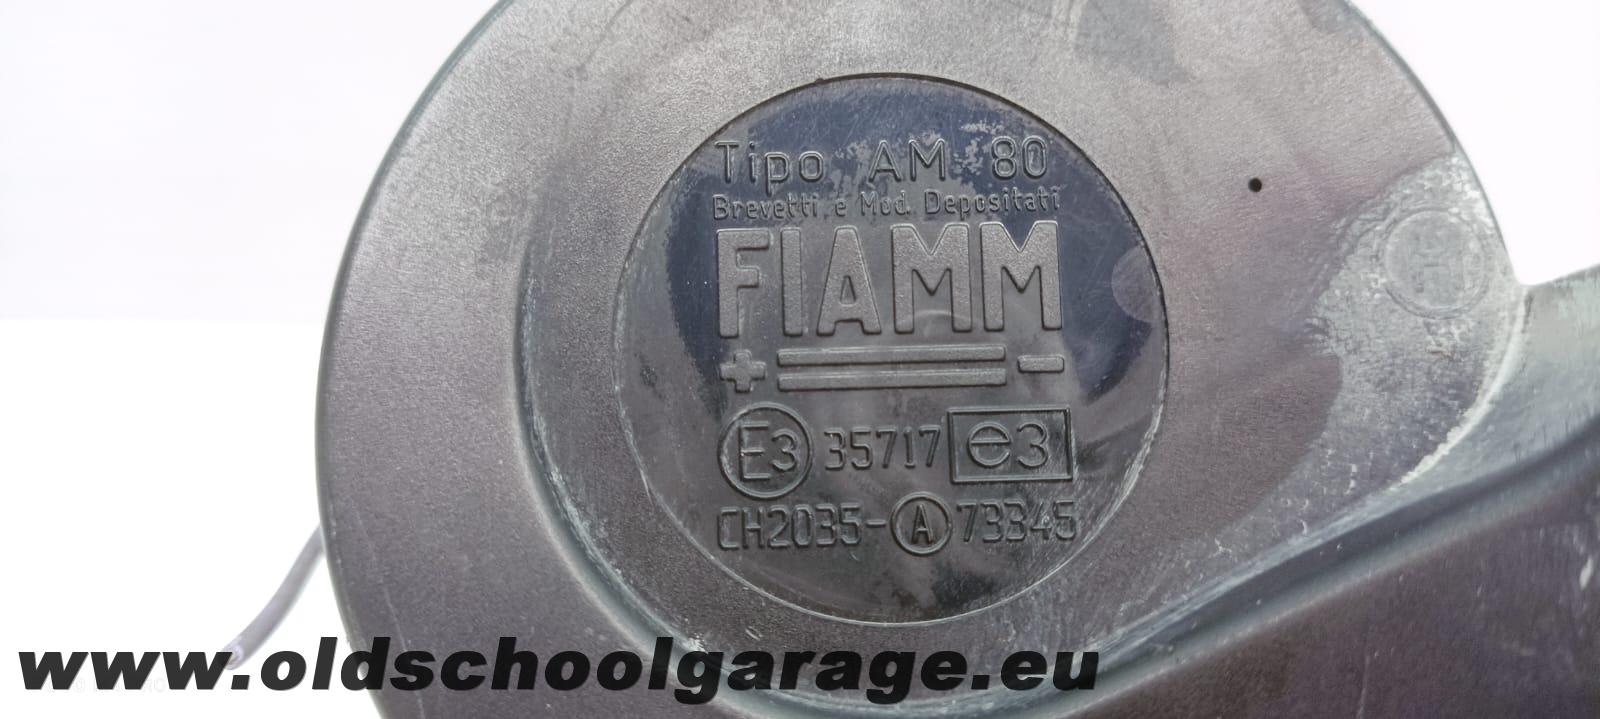 Tipo AM 80
Brevetti e Mod. Depositati
FIAMM
+ -
E3 35717 e3
CH2035-A 73345
www.oldschoolgarage.eu